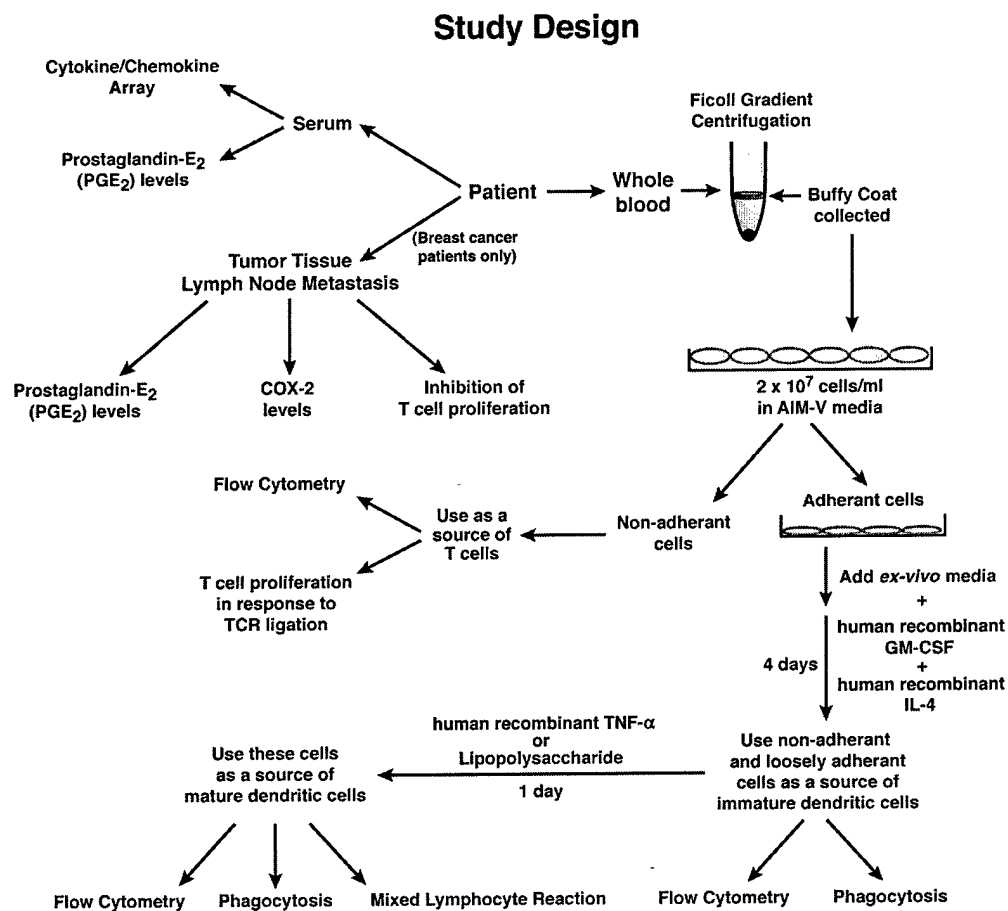 Study Design
Cytokine/Chemokine
Array
Serum
Prostaglandin-E2
(PGE2) levels
Ficoll Gradient
Centrifugation
Patient
Whole
blood
Buffy Coat
collected
(Breast cancer
patients only)
Tumor Tissue
Lymph Node Metastasis
Prostaglandin-E2
(PGE2) levels
COX-2
levels
Inhibition of
T cell proliferation
2 x 10⁷ cells/ml
in AIM-V media
Flow Cytometry
Use as a
source of
T cells
Non-adherant
cells
Adherant cells
T cell proliferation
in response to
TCR ligation
Add ex-vivo media
+
human recombinant
GM-CSF
+
human recombinant
IL-4
4 days
Use non-adherant
and loosely adherant
cells as a source of
immature dendritic cells
human recombinant TNF-α
or
Lipopolysaccharide
1 day
Use these cells
as a source of
mature dendritic cells
Flow Cytometry
Phagocytosis
Mixed Lymphocyte Reaction
Flow Cytometry
Phagocytosis